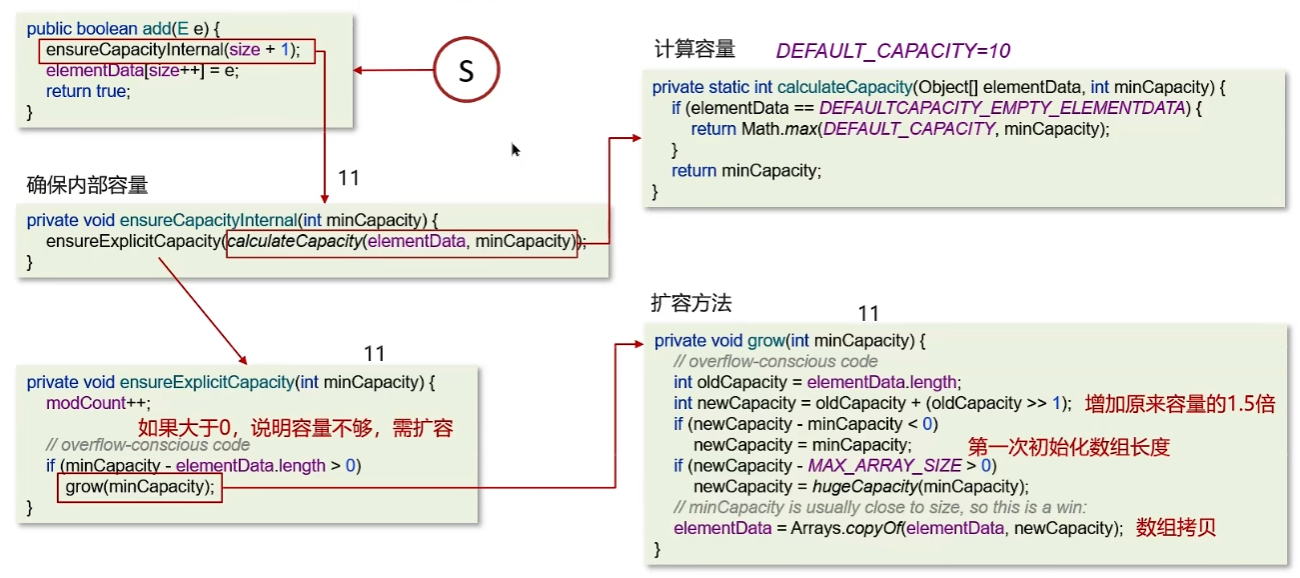 public boolean add(E e) {
ensureCapacityInternal(size + 1);
elementData[size++] = e;
return true;
}
S
计算容量 DEFAULT_CAPACITY=10
private static int calculateCapacity(Object[] elementData, int minCapacity) {
if (elementData == DEFAULTCAPACITY_EMPTY_ELEMENTDATA) {
return Math.max(DEFAULT_CAPACITY, minCapacity);
}
return minCapacity;
}
确保内部容量
11
private void ensureCapacityInternal(int minCapacity) {
ensureExplicitCapacity(calculateCapacity(elementData, minCapacity));
}
11
private void ensureExplicitCapacity(int minCapacity) {
modCount++;
如果大于0，说明容量不够，需扩容
// overflow-conscious code
if (minCapacity - elementData.length > 0)
grow(minCapacity);
}
扩容方法
11
private void grow(int minCapacity) {
// overflow-conscious code
int oldCapacity = elementData.length;
int newCapacity = oldCapacity + (oldCapacity >> 1); 增加原来容量的1.5倍
if (newCapacity - minCapacity < 0)
newCapacity = minCapacity; 第一次初始化数组长度
if (newCapacity - MAX_ARRAY_SIZE > 0)
newCapacity = hugeCapacity(minCapacity);
// minCapacity is usually close to size, so this is a win:
elementData = Arrays.copyOf(elementData, newCapacity); 数组拷贝
}